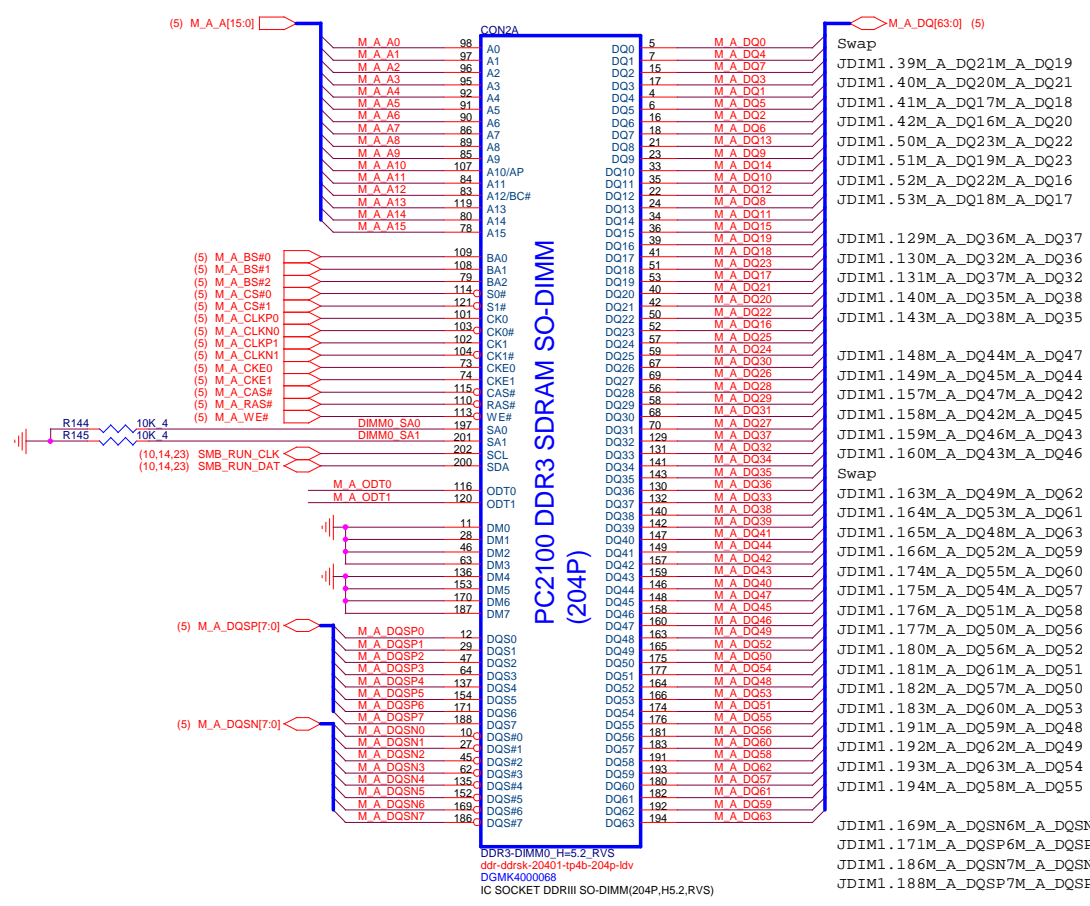 (5) M_A_A[15:0]
CON2A
M_A_A0 98 A0
M_A_A1 97 A1
M_A_A2 96 A2
M_A_A3 95 A3
M_A_A4 92 A4
M_A_A5 91 A5
M_A_A6 90 A6
M_A_A7 86 A7
M_A_A8 89 A8
M_A_A9 85 A9
M_A_A10 107 A10/AP
M_A_A11 84 A11
M_A_A12 83 A12/BC#
M_A_A13 119 A13
M_A_A14 80 A14
M_A_A15 78 A15
(5) M_A_BS#0 109 BA0
(5) M_A_BS#1 108 BA1
(5) M_A_BS#2 79 BA2
(5) M_A_CS#0 114 S0#
(5) M_A_CS#1 121 S1#
(5) M_A_CLKP0 101 CK0
(5) M_A_CLKN0 103 CK0#
(5) M_A_CLKP1 102 CK1
(5) M_A_CLKN1 104 CK1#
(5) M_A_CKE0 73 CKE0
(5) M_A_CKE1 74 CKE1
(5) M_A_CAS# 115 CAS#
(5) M_A_RAS# 110 RAS#
(5) M_A_WE# 113 WE#
R144 10K_4 DIMM0_SA0 197 SA0
R145 10K_4 DIMM0_SA1 201 SA1
(10,14,23) SMB_RUN_CLK 202 SCL
(10,14,23) SMB_RUN_DAT 200 SDA
M_A_ODT0 116 ODT0
M_A_ODT1 120 ODT1
11 DM0
28 DM1
46 DM2
63 DM3
136 DM4
153 DM5
170 DM6
187 DM7
(5) M_A_DQSP[7:0]
M_A_DQSP0 12 DQS0
M_A_DQSP1 29 DQS1
M_A_DQSP2 47 DQS2
M_A_DQSP3 64 DQS3
M_A_DQSP4 137 DQS4
M_A_DQSP5 154 DQS5
M_A_DQSP6 171 DQS6
M_A_DQSP7 188 DQS7
(5) M_A_DQSN[7:0]
M_A_DQSN0 10 DQS#0
M_A_DQSN1 27 DQS#1
M_A_DQSN2 45 DQS#2
M_A_DQSN3 62 DQS#3
M_A_DQSN4 135 DQS#4
M_A_DQSN5 152 DQS#5
M_A_DQSN6 169 DQS#6
M_A_DQSN7 186 DQS#7
PC2100 DDR3 SDRAM SO-DIMM
(204P)
M_A_DQ[63:0] (5)
DQ0 5 M_A_DQ0
DQ1 7 M_A_DQ4
DQ2 15 M_A_DQ7
DQ3 17 M_A_DQ3
DQ4 4 M_A_DQ1
DQ5 6 M_A_DQ5
DQ6 16 M_A_DQ2
DQ7 18 M_A_DQ6
DQ8 21 M_A_DQ13
DQ9 23 M_A_DQ9
DQ10 33 M_A_DQ14
DQ11 35 M_A_DQ10
DQ12 22 M_A_DQ12
DQ13 24 M_A_DQ8
DQ14 34 M_A_DQ11
DQ15 36 M_A_DQ15
DQ16 39 M_A_DQ19
DQ17 41 M_A_DQ18
DQ18 51 M_A_DQ23
DQ19 53 M_A_DQ17
DQ20 40 M_A_DQ21
DQ21 42 M_A_DQ20
DQ22 50 M_A_DQ22
DQ23 52 M_A_DQ16
DQ24 57 M_A_DQ25
DQ25 59 M_A_DQ24
DQ26 67 M_A_DQ30
DQ27 69 M_A_DQ26
DQ28 56 M_A_DQ28
DQ29 58 M_A_DQ29
DQ30 68 M_A_DQ31
DQ31 70 M_A_DQ27
DQ32 129 M_A_DQ37
DQ33 131 M_A_DQ32
DQ34 141 M_A_DQ34
DQ35 143 M_A_DQ35
DQ36 130 M_A_DQ36
DQ37 132 M_A_DQ33
DQ38 140 M_A_DQ38
DQ39 142 M_A_DQ39
DQ40 147 M_A_DQ41
DQ41 149 M_A_DQ44
DQ42 157 M_A_DQ42
DQ43 159 M_A_DQ43
DQ44 146 M_A_DQ40
DQ45 148 M_A_DQ47
DQ46 158 M_A_DQ45
DQ47 160 M_A_DQ46
DQ48 163 M_A_DQ49
DQ49 165 M_A_DQ52
DQ50 175 M_A_DQ50
DQ51 177 M_A_DQ54
DQ52 164 M_A_DQ48
DQ53 166 M_A_DQ53
DQ54 174 M_A_DQ51
DQ55 176 M_A_DQ55
DQ56 181 M_A_DQ56
DQ57 183 M_A_DQ60
DQ58 191 M_A_DQ58
DQ59 193 M_A_DQ62
DQ60 180 M_A_DQ57
DQ61 182 M_A_DQ61
DQ62 192 M_A_DQ59
DQ63 194 M_A_DQ63
DDR3-DIMM0_H=5.2_RVS
ddr-ddrsk-20401-tp4b-204p-ldv
DGMK4000068
IC SOCKET DDRIII SO-DIMM(204P,H5.2,RVS)
Swap
JDIM1.39M_A_DQ21M_A_DQ19
JDIM1.40M_A_DQ20M_A_DQ21
JDIM1.41M_A_DQ17M_A_DQ18
JDIM1.42M_A_DQ16M_A_DQ20
JDIM1.50M_A_DQ23M_A_DQ22
JDIM1.51M_A_DQ19M_A_DQ23
JDIM1.52M_A_DQ22M_A_DQ16
JDIM1.53M_A_DQ18M_A_DQ17
JDIM1.129M_A_DQ36M_A_DQ37
JDIM1.130M_A_DQ32M_A_DQ36
JDIM1.131M_A_DQ37M_A_DQ32
JDIM1.140M_A_DQ35M_A_DQ38
JDIM1.143M_A_DQ38M_A_DQ35
JDIM1.148M_A_DQ44M_A_DQ47
JDIM1.149M_A_DQ45M_A_DQ44
JDIM1.157M_A_DQ47M_A_DQ42
JDIM1.158M_A_DQ42M_A_DQ45
JDIM1.159M_A_DQ46M_A_DQ43
JDIM1.160M_A_DQ43M_A_DQ46
Swap
JDIM1.163M_A_DQ49M_A_DQ62
JDIM1.164M_A_DQ53M_A_DQ61
JDIM1.165M_A_DQ48M_A_DQ63
JDIM1.166M_A_DQ52M_A_DQ59
JDIM1.174M_A_DQ55M_A_DQ60
JDIM1.175M_A_DQ54M_A_DQ57
JDIM1.176M_A_DQ51M_A_DQ58
JDIM1.177M_A_DQ50M_A_DQ56
JDIM1.180M_A_DQ56M_A_DQ52
JDIM1.181M_A_DQ61M_A_DQ51
JDIM1.182M_A_DQ57M_A_DQ50
JDIM1.183M_A_DQ60M_A_DQ53
JDIM1.191M_A_DQ59M_A_DQ48
JDIM1.192M_A_DQ62M_A_DQ49
JDIM1.193M_A_DQ63M_A_DQ54
JDIM1.194M_A_DQ58M_A_DQ55
JDIM1.169M_A_DQSN6M_A_DQSN
JDIM1.171M_A_DQSP6M_A_DQSP
JDIM1.186M_A_DQSN7M_A_DQSN
JDIM1.188M_A_DQSP7M_A_DQSP